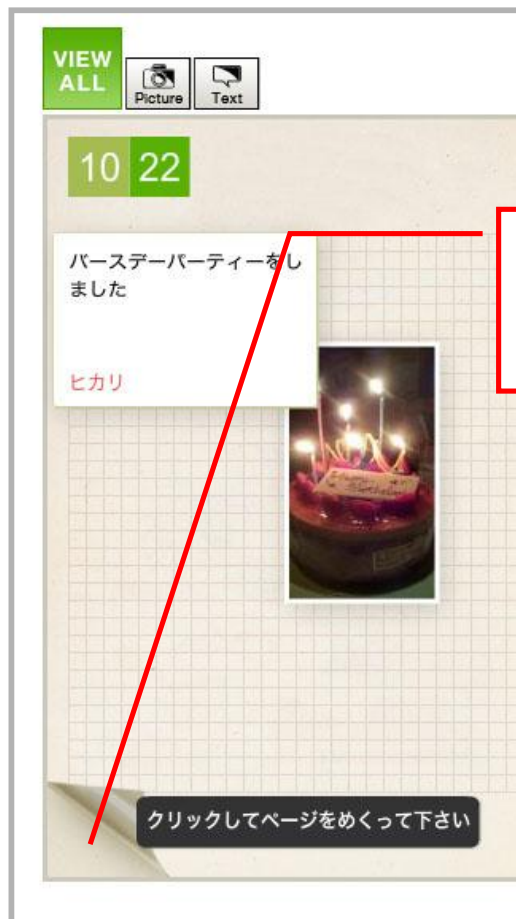 VIEW
ALL
Picture
Text
10 22
バースデーパーティーをし
ました
ヒカリ
クリックしてページをめくって下さい